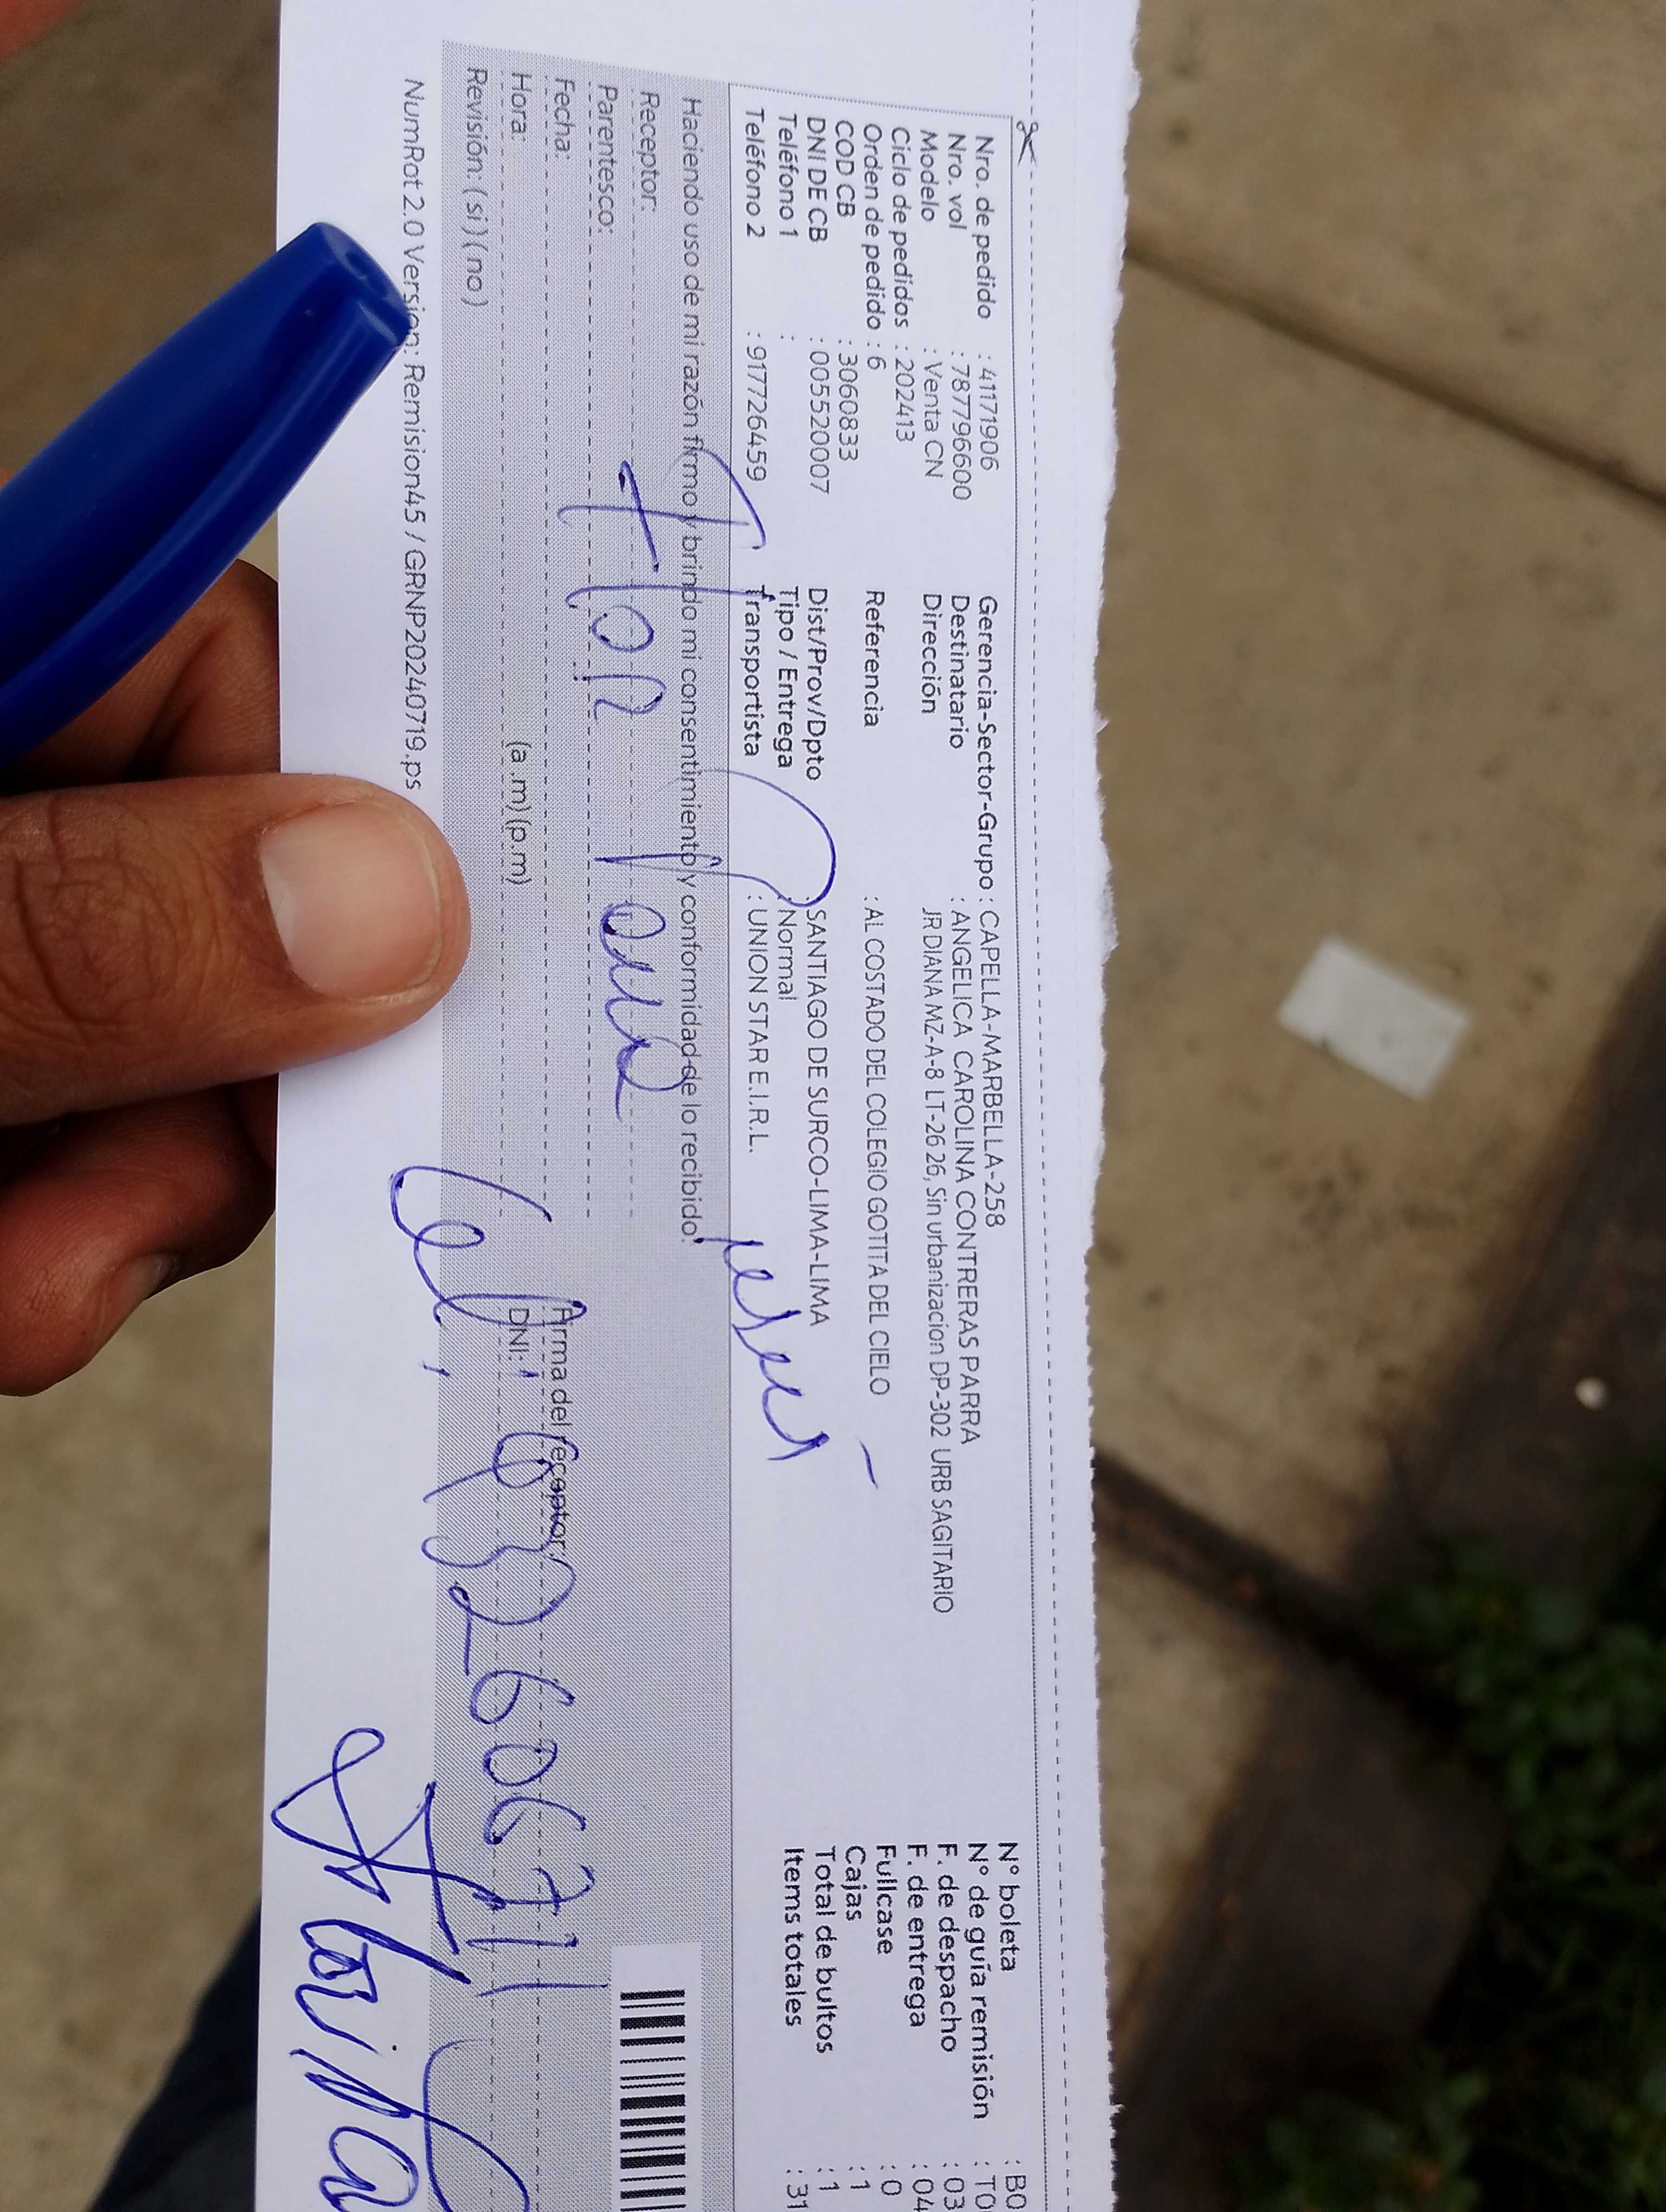 Nro. de pedido : 41171906
Nro. vol : 7877796600
Modelo : Venta CN
Ciclo de pedidos : 202413
Orden de pedido : 6
COD CB : 3060833
DNI DE CB : 005520007
Teléfono 1 :
Teléfono 2 : 917726459
Gerencia-Sector-Grupo : CAPELLA-MARBELLA-258
Destinatario : ANGELICA CAROLINA CONTRERAS PARRA
Dirección JR DIANA MZ-A-8 LT-26 26, Sin urbanizacion DP-302 URB SAGITARIO
Referencia : AL COSTADO DEL COLEGIO GOTITA DEL CIELO
Dist/Prov/Dpto : SANTIAGO DE SURCO-LIMA-LIMA
Tipo / Entrega : Normal
Transportista : UNION STAR E.I.R.L.
N° boleta : B0
N° de guía remisión : T0
F. de despacho : 03
F. de entrega : 04
Fullcase : 0
Cajas : 1
Total de bultos : 1
Items totales : 31
Haciendo uso de mi razón firmo y brindo mi consentimiento y conformidad de lo recibido.
Receptor:
Parentesco:
Fecha:
Hora: (a.m)(p.m)
Revisión: (si) (no)
Firma del receptor:
DNI:
NumRot 2.0 Version: Remision45 / GRNP20240719.ps